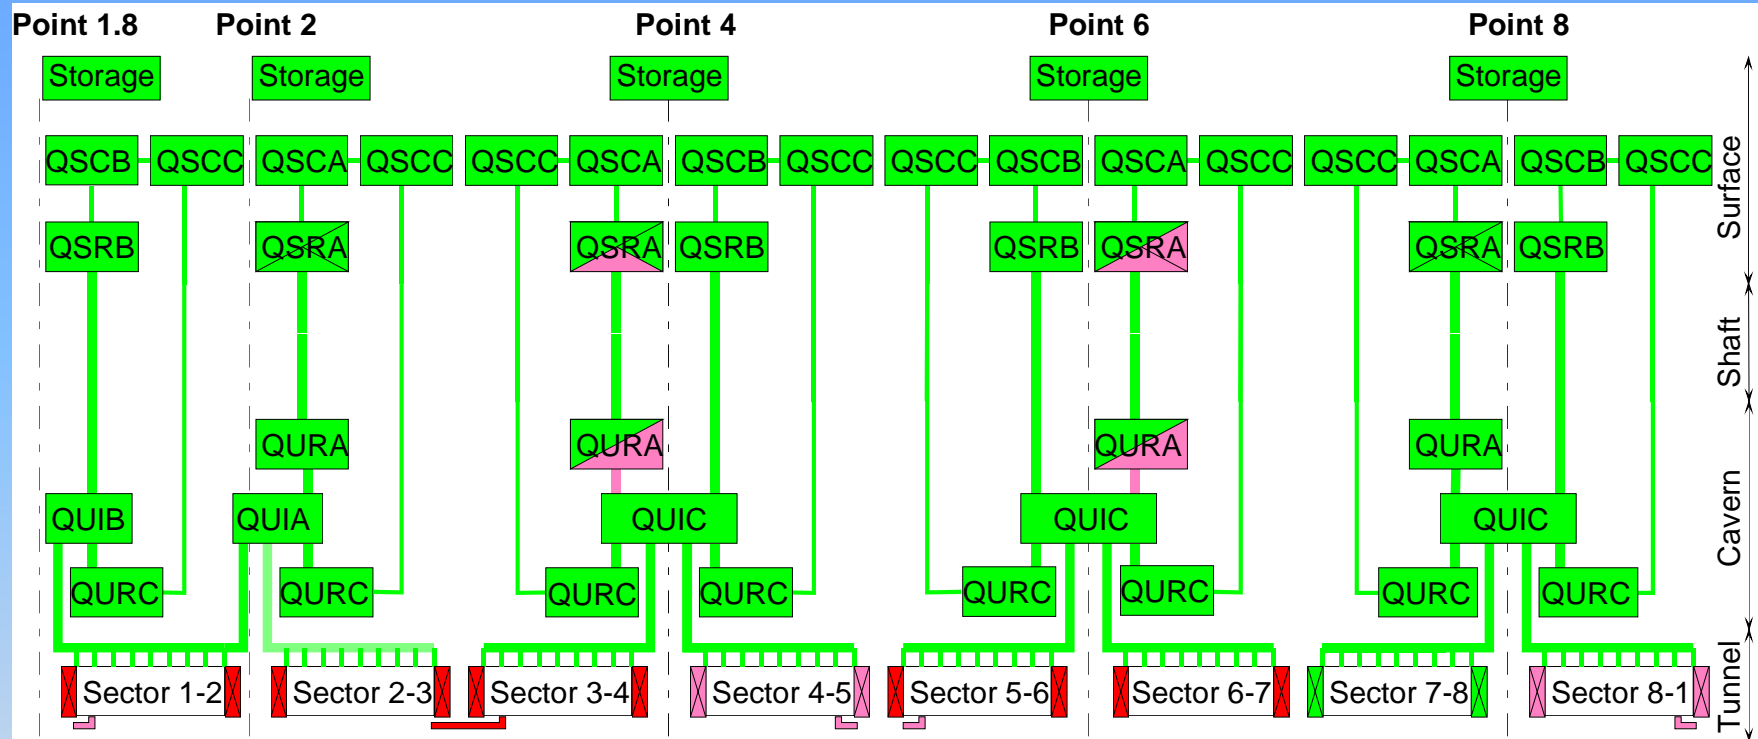 Point 1.8 Point 2 Point 4 Point 6 Point 8
Storage Storage Storage Storage Storage
QSCB QSCC QSCA QSCC QSCC QSCA QSCB QSCC QSCC QSCB QSCA QSCC QSCC QSCA QSCB QSCC
Surface
QSRB QSRA QSRA QSRB QSRB QSRA QSRA QSRB
Shaft
QURA QURA QURA QURA
Cavern
QUIB QUIA QUIC QUIC QUIC
QURC QURC QURC QURC QURC QURC QURC QURC
Tunnel
Sector 1-2 Sector 2-3 Sector 3-4 Sector 4-5 Sector 5-6 Sector 6-7 Sector 7-8 Sector 8-1